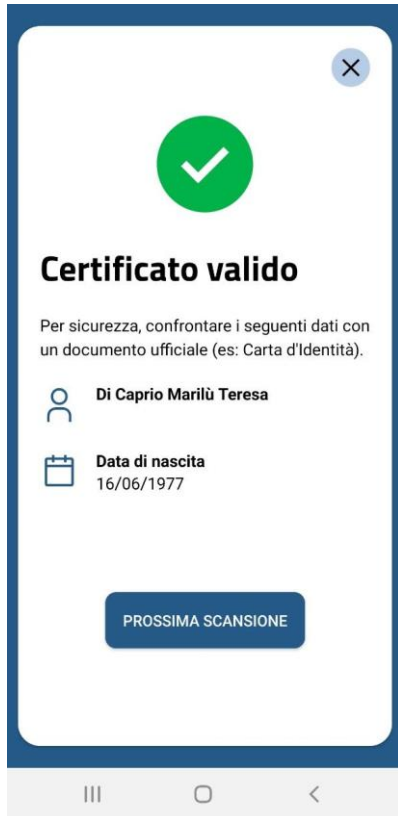 Certificato valido
Per sicurezza, confrontare i seguenti dati con
un documento ufficiale (es: Carta d'Identità).
Di Caprio Marilù Teresa
Data di nascita
16/06/1977
PROSSIMA SCANSIONE